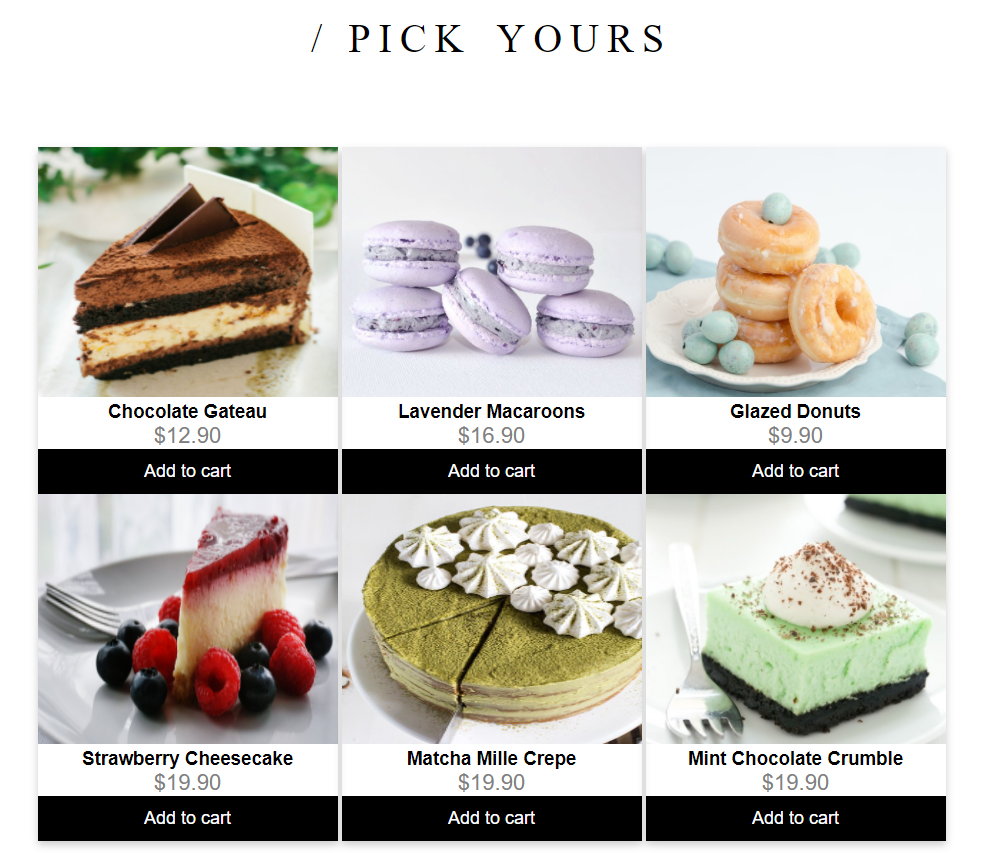 / PICK YOURS
Chocolate Gateau
$12.90
Add to cart
Lavender Macaroons
$16.90
Add to cart
Glazed Donuts
$9.90
Add to cart
Strawberry Cheesecake
$19.90
Add to cart
Matcha Mille Crepe
$19.90
Add to cart
Mint Chocolate Crumble
$19.90
Add to cart